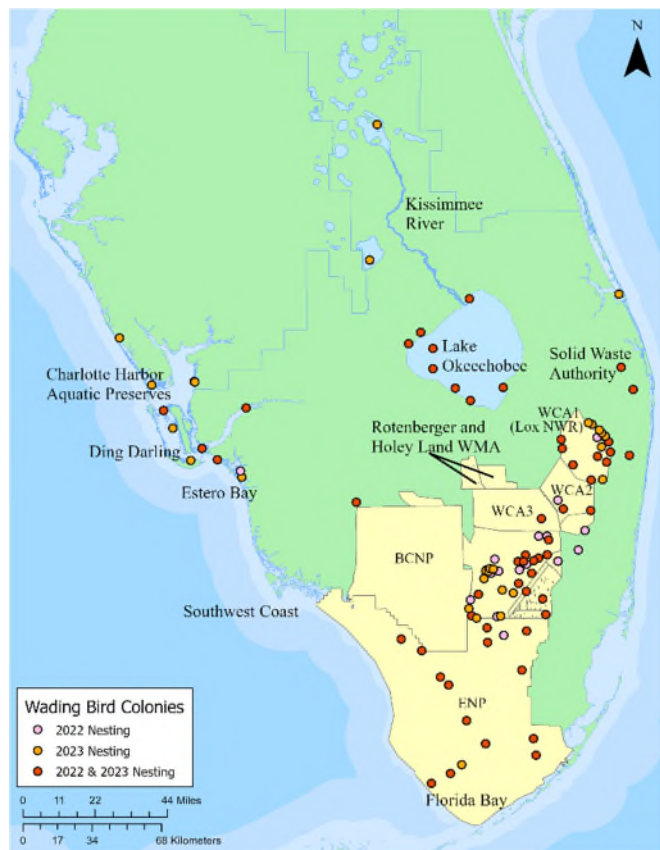 N
Kissimmee
River
Lake
Okeechobee
Solid Waste
Authority
Charlotte Harbor
Aquatic Preserves
WCA1
(Lox NWR)
Rotenberger and
Holey Land WMA
Ding Darling
Estero Bay
WCA2
WCA3
BCNP
Southwest Coast
ENP
Florida Bay
Wading Bird Colonies
2022 Nesting
2023 Nesting
2022 & 2023 Nesting
0 11 22 44 Miles
0 17 34 68 Kilometers